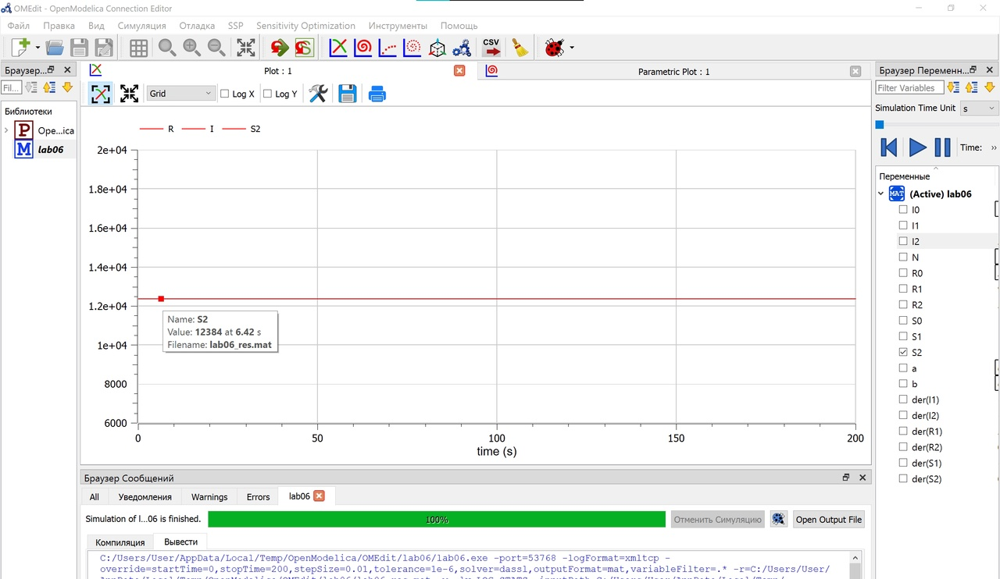 OMEdit - OpenModelica Connection Editor
Файл Правка Вид Симуляция Отладка SSP Sensitivity Optimization Инструменты Помощь
CSV
Браузер...
Plot : 1
Parametric Plot : 1
Браузер Переменн...
Фил...
Grid
Log X
Log Y
Filter Variables
Библиотеки
Simulation Time Unit s
P Ope...ica
M lab06
Time: »
R I S2
Переменные
MAT (Active) lab06
I0
I1
I2
N
R0
R1
R2
S0
S1
S2
a
b
der(I1)
der(I2)
der(R1)
der(R2)
der(S1)
der(S2)
2e+04
1.8e+04
1.6e+04
1.4e+04
1.2e+04
1e+04
8000
6000
Name: S2
Value: 12384 at 6.42 s
Filename: lab06_res.mat
0 50 100 150 200
time (s)
Браузер Сообщений
All Уведомления Warnings Errors lab06
Simulation of l...06 is finished.
100%
Отменить Симуляцию
Open Output File
Компиляция Вывести
C:/Users/User/AppData/Local/Temp/OpenModelica/OMEdit/lab06/lab06.exe -port=53768 -logFormat=xmltcp -
override=startTime=0,stopTime=200,stepSize=0.01,tolerance=1e-6,solver=dassl,outputFormat=mat,variableFilter=.* -r=C:/Users/User/